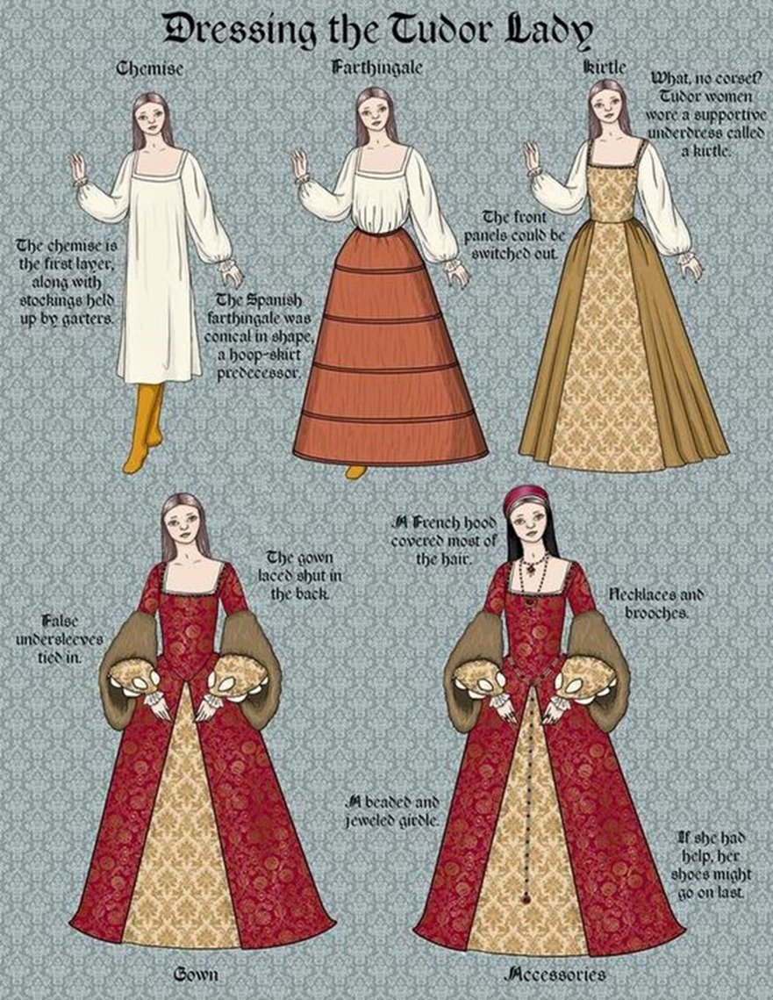 Dressing the Tudor Lady
Chemise
Farthingale
Kirtle
What, no corset?
Tudor women
wore a supportive
underdress called
a kirtle.
The front
panels could be
switched out.
The chemise is
the first layer,
along with
stockings held
up by garters.
The Spanish
farthingale was
conical in shape,
a hoop-skirt
predecessor.
A French hood
covered most of
the hair.
The gown
laced shut in
the back.
Necklaces and
brooches.
False
undersleeves
tied in.
A beaded and
jeweled girdle.
If she had
help, her
shoes might
go on last.
Gown
Accessories